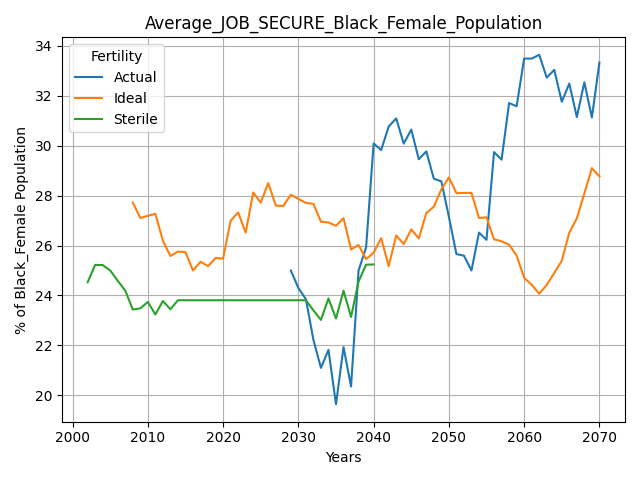 Average_JOB_SECURE_Black_Female_Population
Fertility
Actual
Ideal
Sterile
34
32
30
28
26
24
22
20
% of Black_Female Population
2000 2010 2020 2030 2040 2050 2060 2070
Years